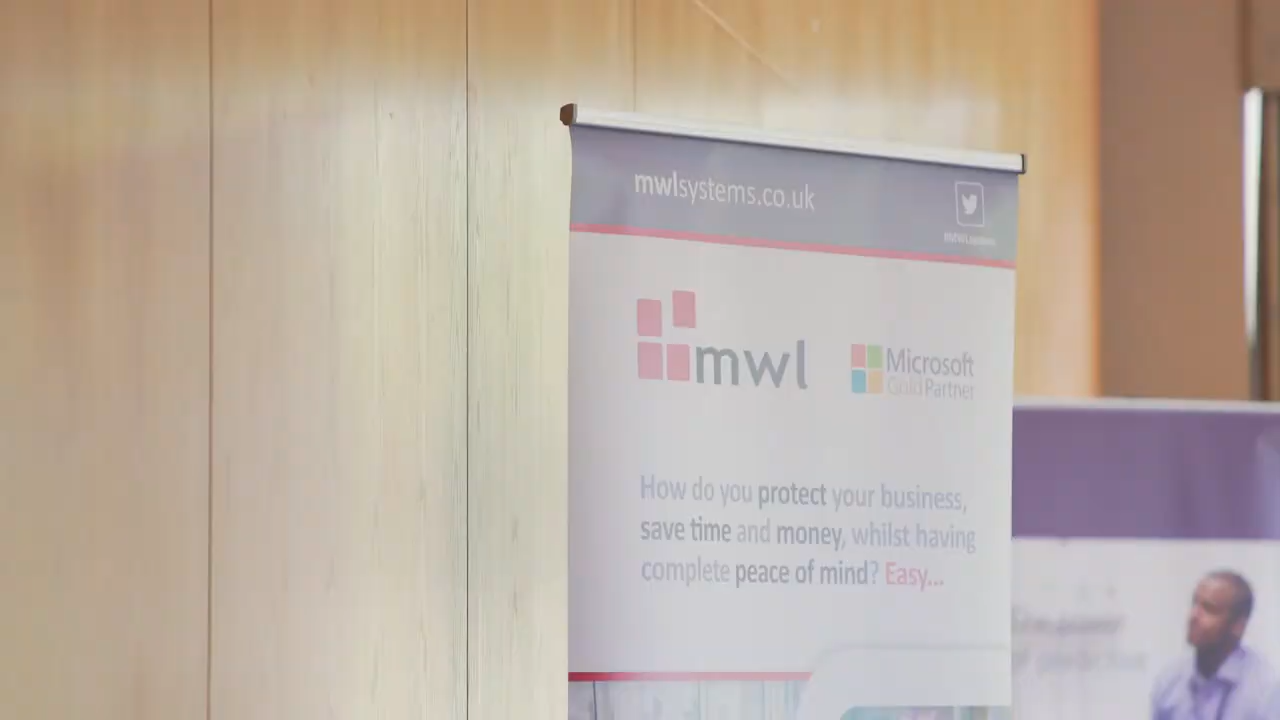 mwlsystems.co.uk
mwl
Microsoft
Gold Partner
How do you protect your business,
save time and money, whilst having
complete peace of mind? Easy...